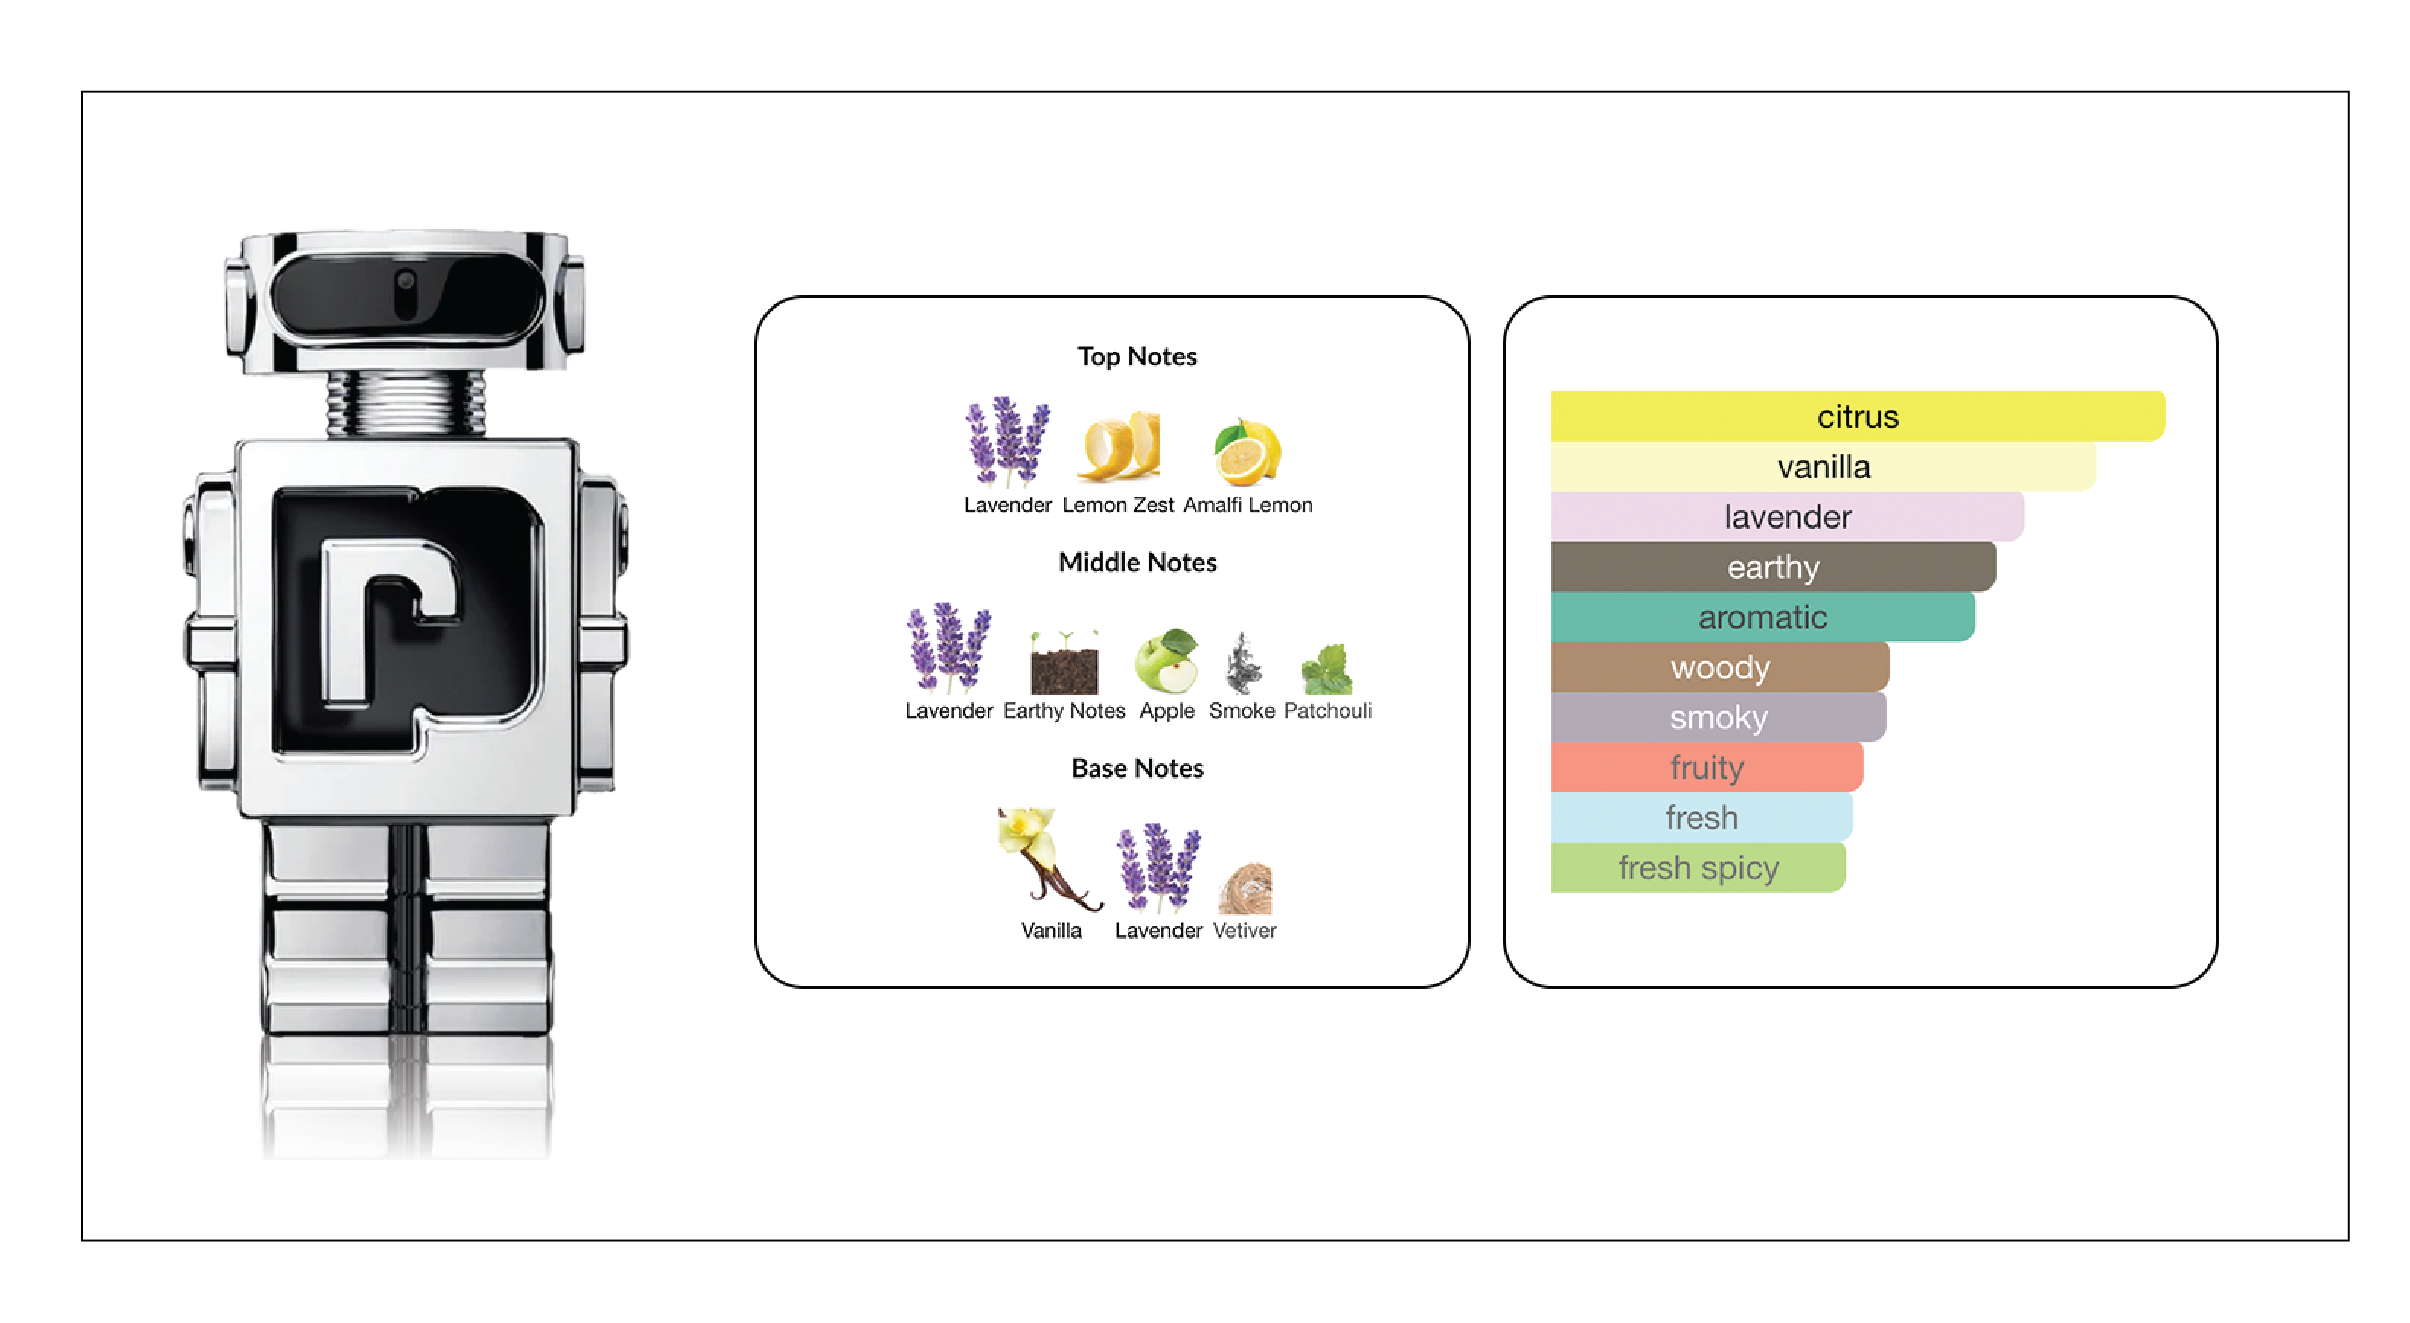 Top Notes
Lavender Lemon Zest Amalfi Lemon
Middle Notes
Lavender Earthy Notes Apple Smoke Patchouli
Base Notes
Vanilla Lavender Vetiver
citrus
vanilla
lavender
earthy
aromatic
woody
smoky
fruity
fresh
fresh spicy